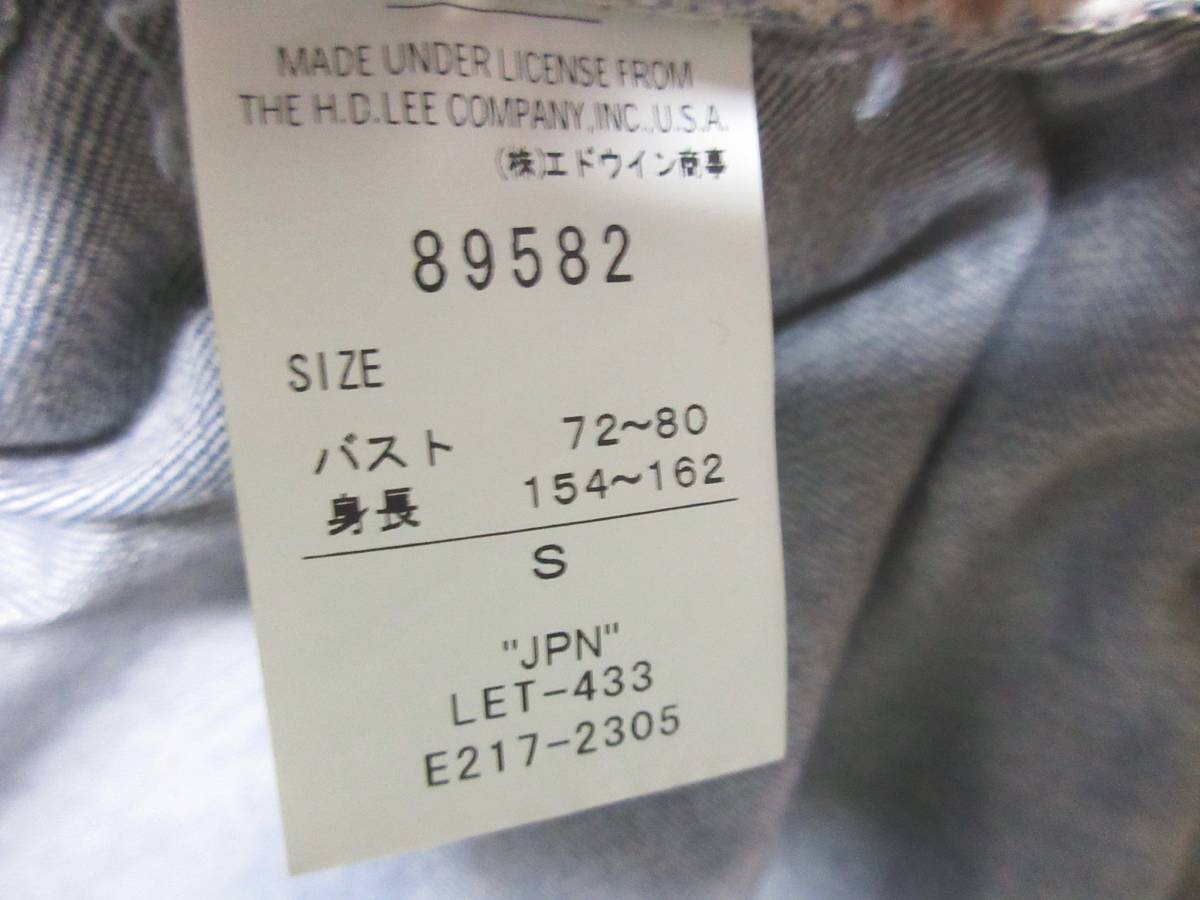 MADE UNDER LICENSE FROM
THE H.D.LEE COMPANY,INC.,U.S.A.
(株)エドウイン商事
89582
SIZE
バスト 72~80
身長 154~162
S
"JPN"
LET-433
E217-2305